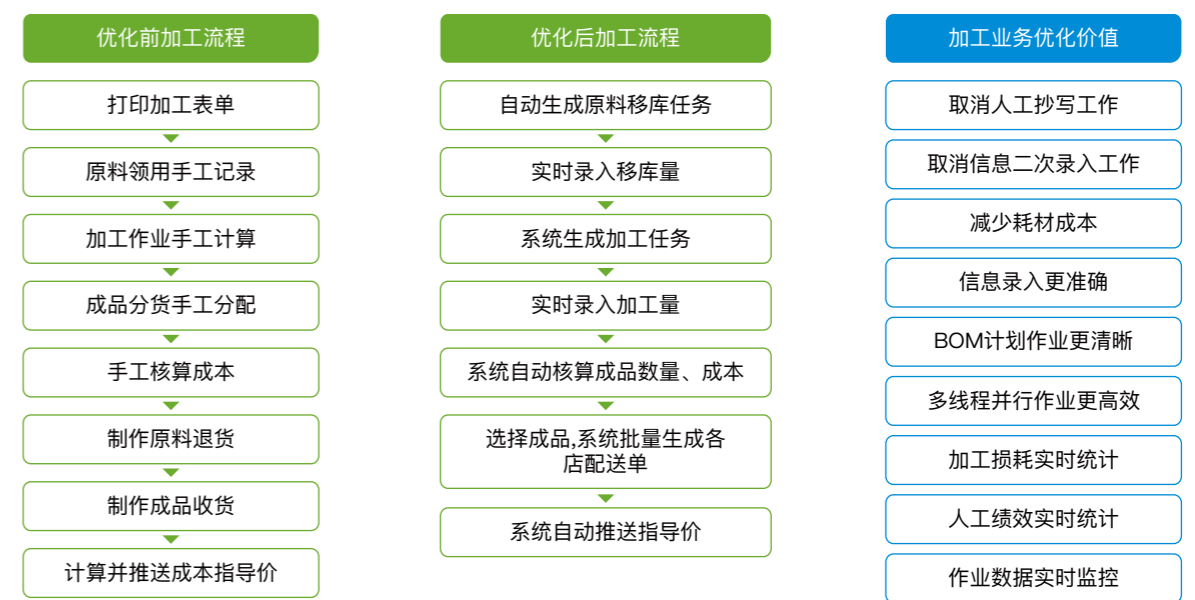 优化前加工流程
打印加工表单
原料领用手工记录
加工作业手工计算
成品分货手工分配
手工核算成本
制作原料退货
制作成品收货
计算并推送成本指导价
优化后加工流程
自动生成原料移库任务
实时录入移库量
系统生成加工任务
实时录入加工量
系统自动核算成品数量、成本
选择成品,系统批量生成各
店配送单
系统自动推送指导价
加工业务优化价值
取消人工抄写工作
取消信息二次录入工作
减少耗材成本
信息录入更准确
BOM计划作业更清晰
多线程并行作业更高效
加工损耗实时统计
人工绩效实时统计
作业数据实时监控